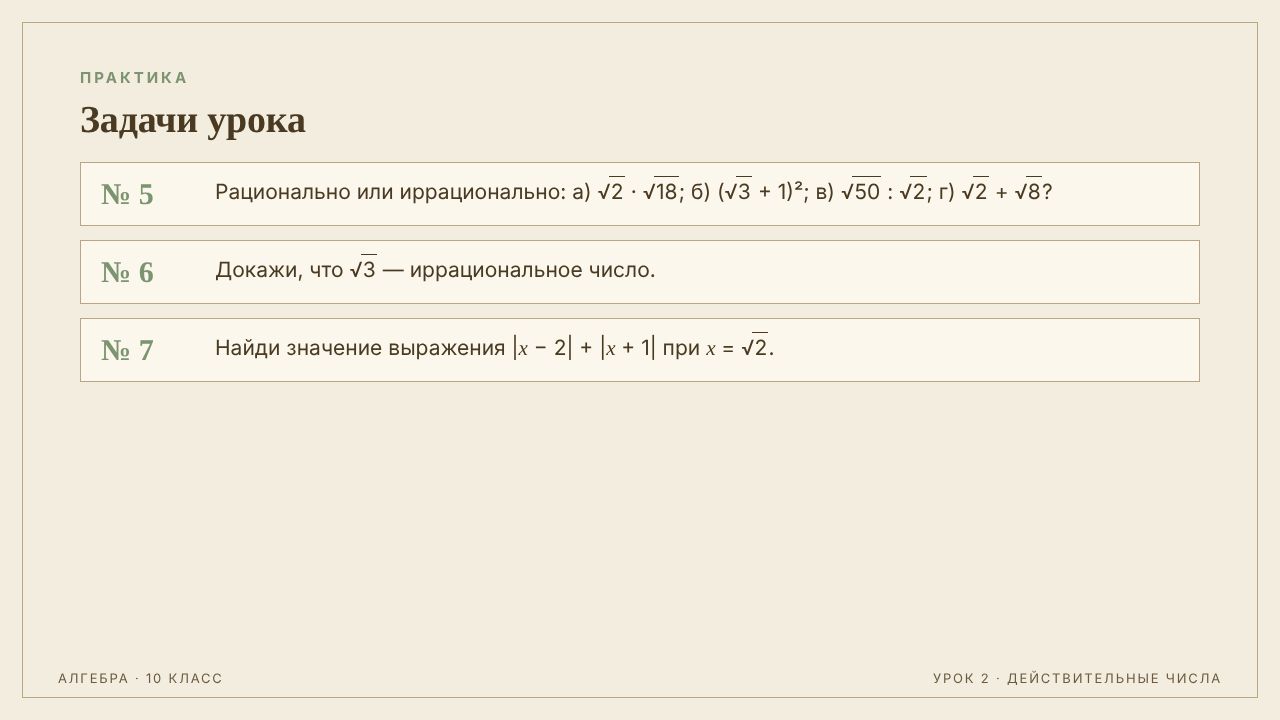 ПРАКТИКА
Задачи урока
№ 5 Рационально или иррационально: а) √2 · √18; б) (√3 + 1)²; в) √50 : √2; г) √2 + √8?
№ 6 Докажи, что √3 — иррациональное число.
№ 7 Найди значение выражения |x − 2| + |x + 1| при x = √2.
АЛГЕБРА · 10 КЛАСС
УРОК 2 · ДЕЙСТВИТЕЛЬНЫЕ ЧИСЛА